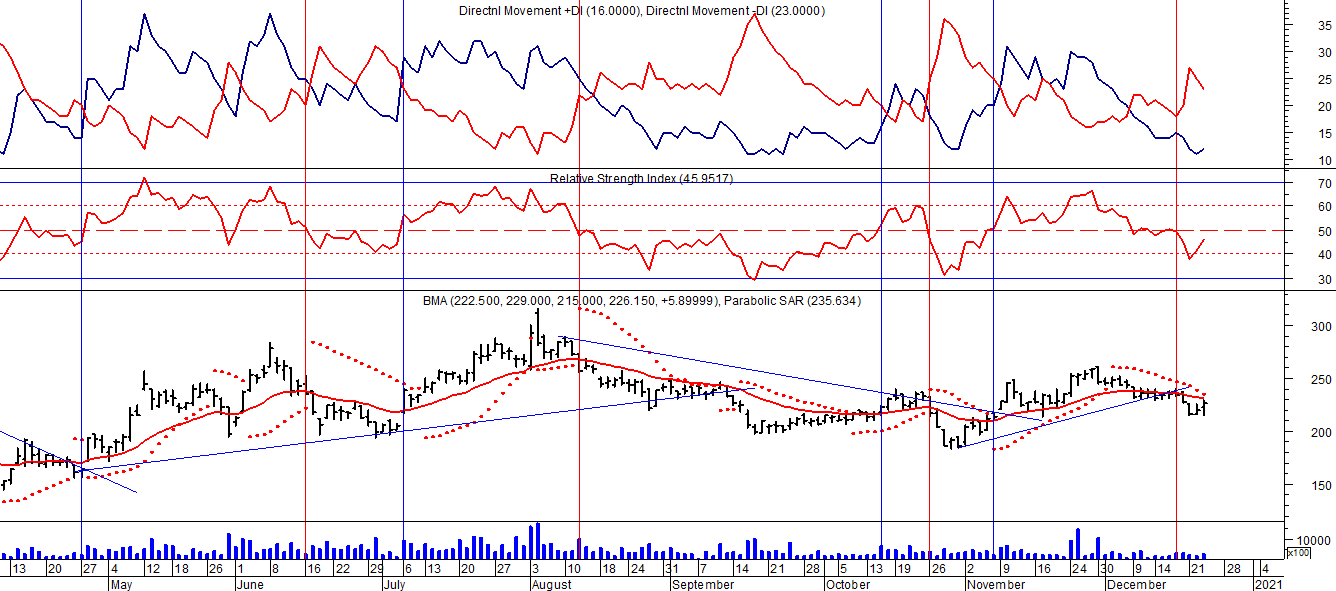 Directnl Movement +DI (16.0000), Directnl Movement -DI (23.0000)
35
30
25
20
15
10
Relative Strength Index (45.9517)
70
60
50
40
30
BMA (222.500, 229.000, 215.000, 226.150, +5.89999), Parabolic SAR (235.634)
300
250
200
150
10000
x100
13 20 27 4 12 18 26 1 8 16 22 29 6 13 20 27 3 10 18 24 31 7 14 21 28 5 13 19 26 2 9 16 24 30 9 14 21 28 4
May June July August September October November December 2021